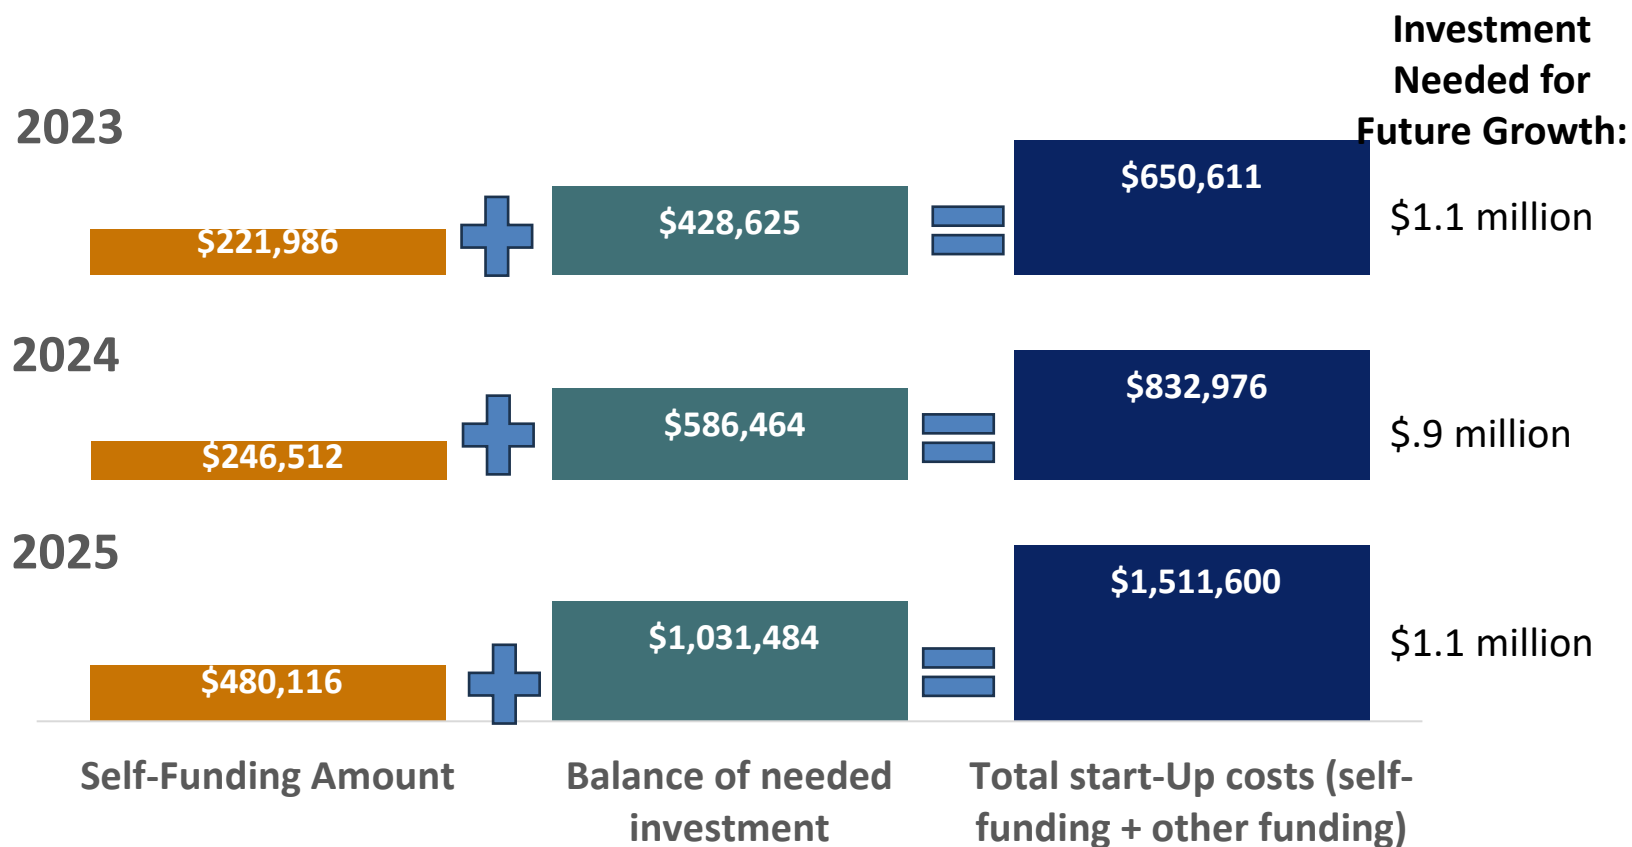 Investment
Needed for
Future Growth:
2023
$221,986
$428,625
$650,611
$1.1 million
2024
$246,512
$586,464
$832,976
$.9 million
2025
$480,116
$1,031,484
$1,511,600
$1.1 million
Self-Funding Amount
Balance of needed
investment
Total start-Up costs (self-
funding + other funding)